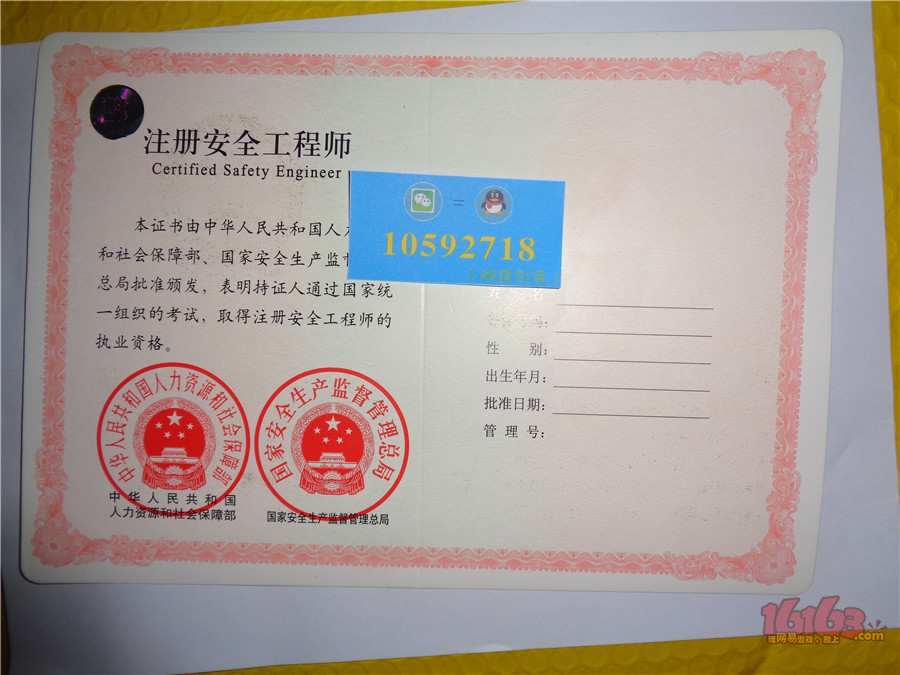 注册安全工程师
Certified Safety Engineer
本证书由中华人民共和国人力
和社会保障部、国家安全生产监
总局批准颁发，表明持证人通过国家统
一组织的考试，取得注册安全工程师的
执业资格。
=
10592718
性 别：
出生年月：
批准日期：
管 理 号：
中华人民共和国人力资源和社会保障部
国家安全生产监督管理总局
中华人民共和国
人力资源和社会保障部
国家安全生产监督管理总局
16163
.com